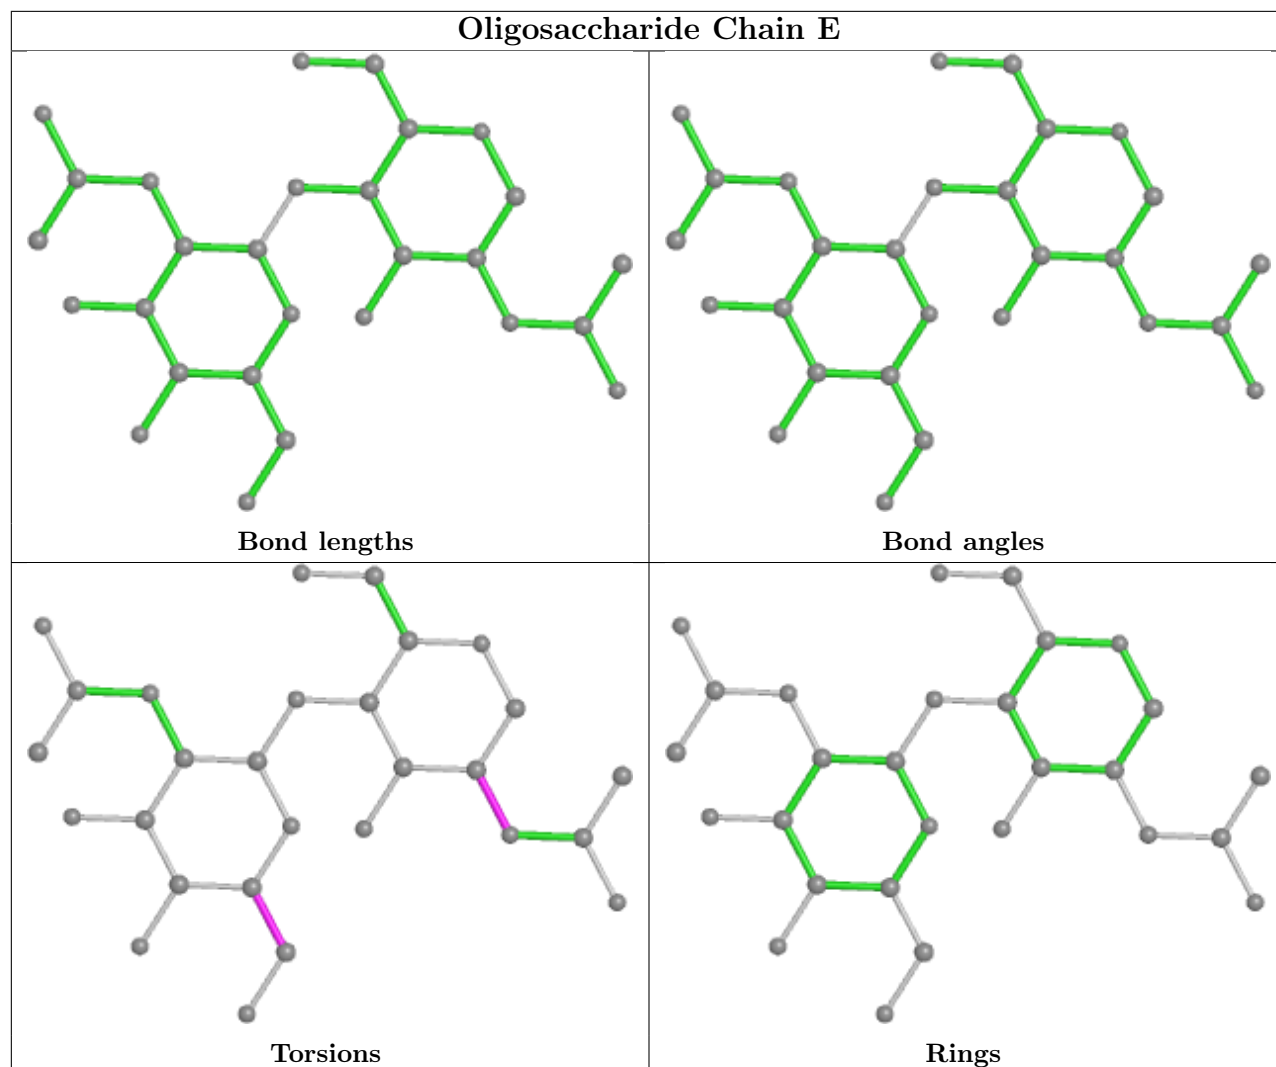 Oligosaccharide Chain E
Bond lengths
Bond angles
Torsions
Rings